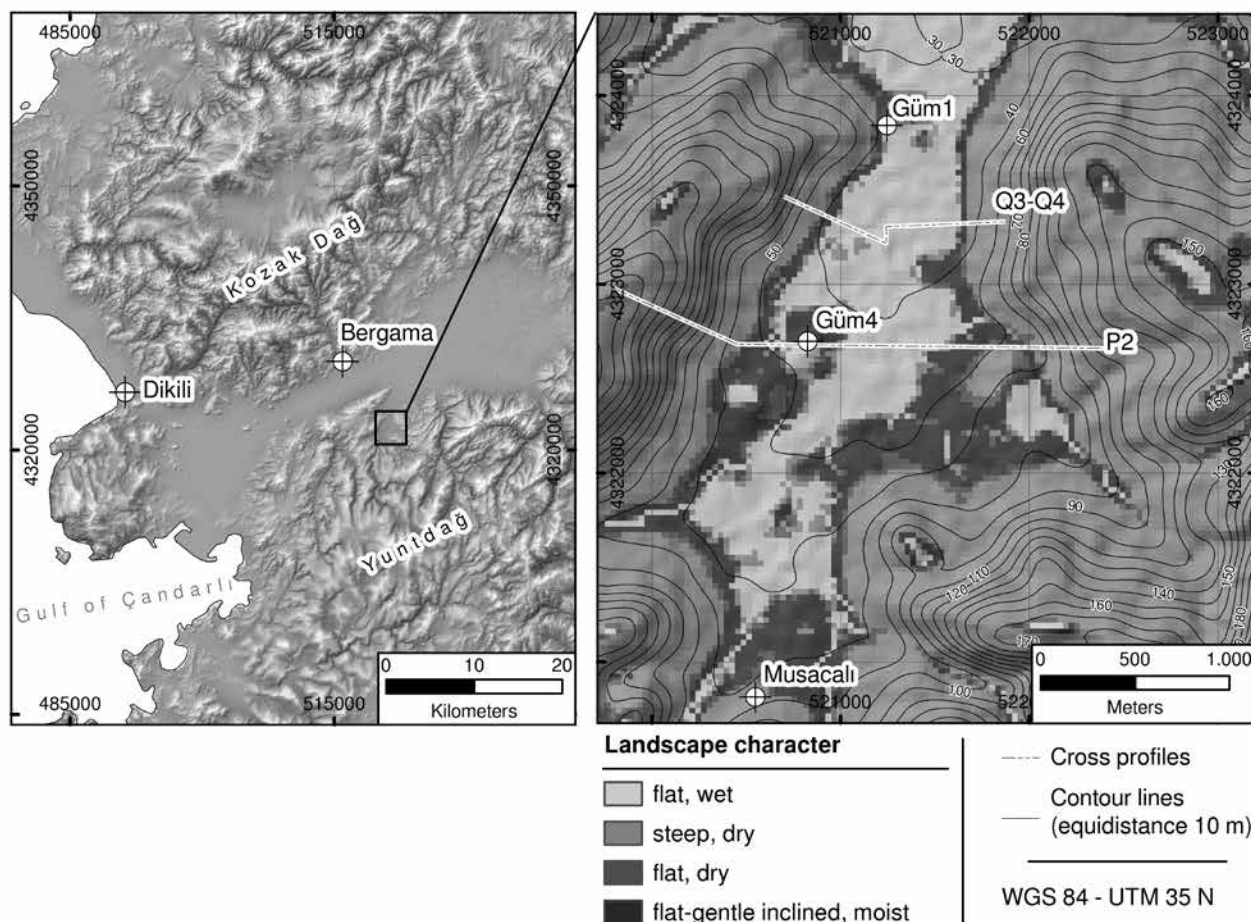 485000
515000
4350000
4350000
Kozak Dağ
Bergama
Dikili
4320000
4320000
Yuntdağ
Gulf of Çandarlı
0 10 20
Kilometers
485000
515000
521000
522000
523000
30
30
4324000
4324000
Güm1
40
60
Q3-Q4
70
80
50
150
4323000
4323000
Güm4
P2
160
4322000
4322000
130
90
110
120
150
140
160
180
170
100
Musacalı
521000
0 500 1.000
Meters
Landscape character
flat, wet
steep, dry
flat, dry
flat-gentle inclined, moist
Cross profiles
Contour lines
(equidistance 10 m)
WGS 84 - UTM 35 N